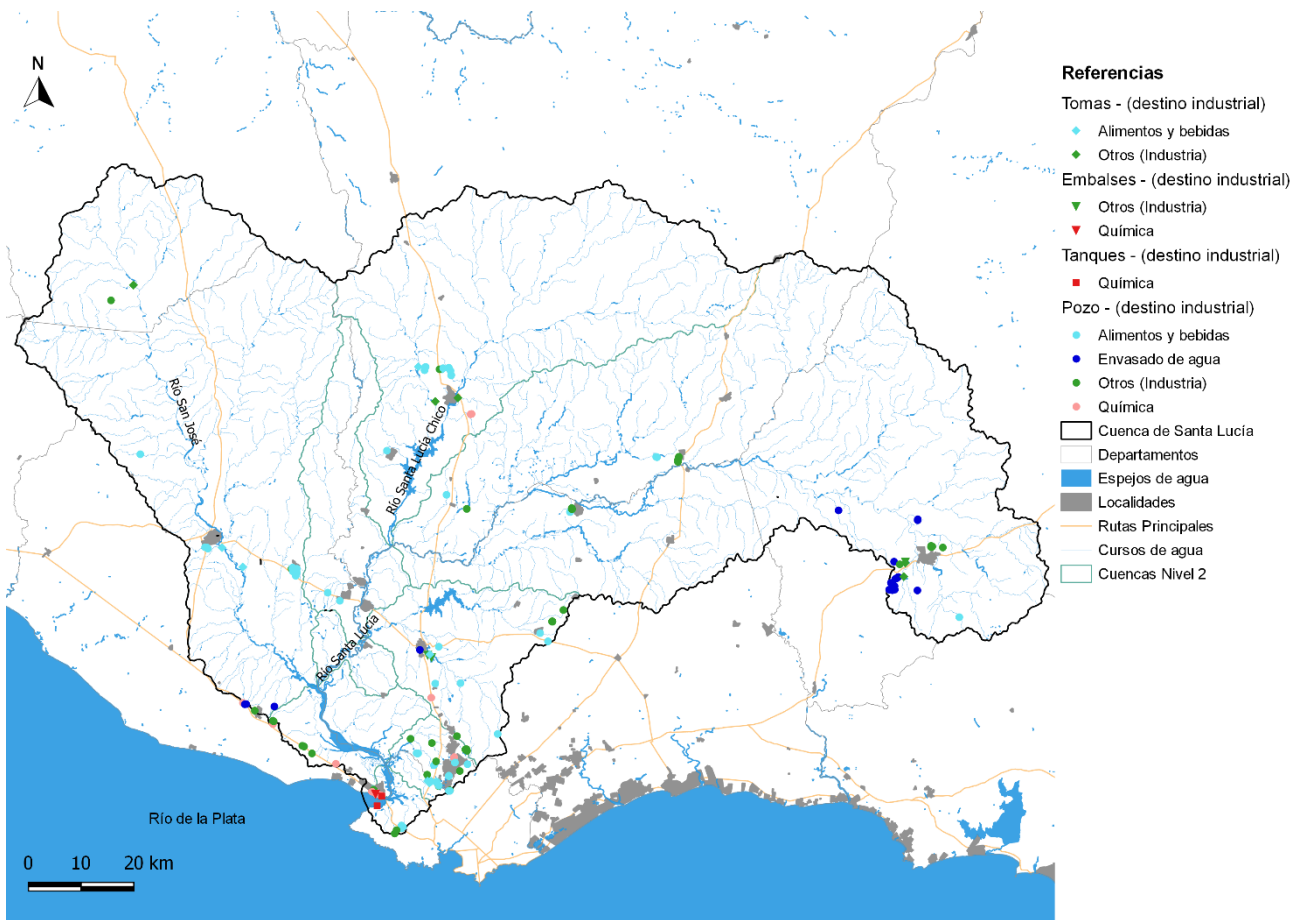 N
Río San José
Río Santa Lucía Chico
Río Santa Lucía
Río de la Plata
0 10 20 km
Referencias
Tomas - (destino industrial)
Alimentos y bebidas
Otros (Industria)
Embalses - (destino industrial)
Otros (Industria)
Química
Tanques - (destino industrial)
Química
Pozo - (destino industrial)
Alimentos y bebidas
Envasado de agua
Otros (Industria)
Química
Cuenca de Santa Lucía
Departamentos
Espejos de agua
Localidades
Rutas Principales
Cursos de agua
Cuencas Nivel 2